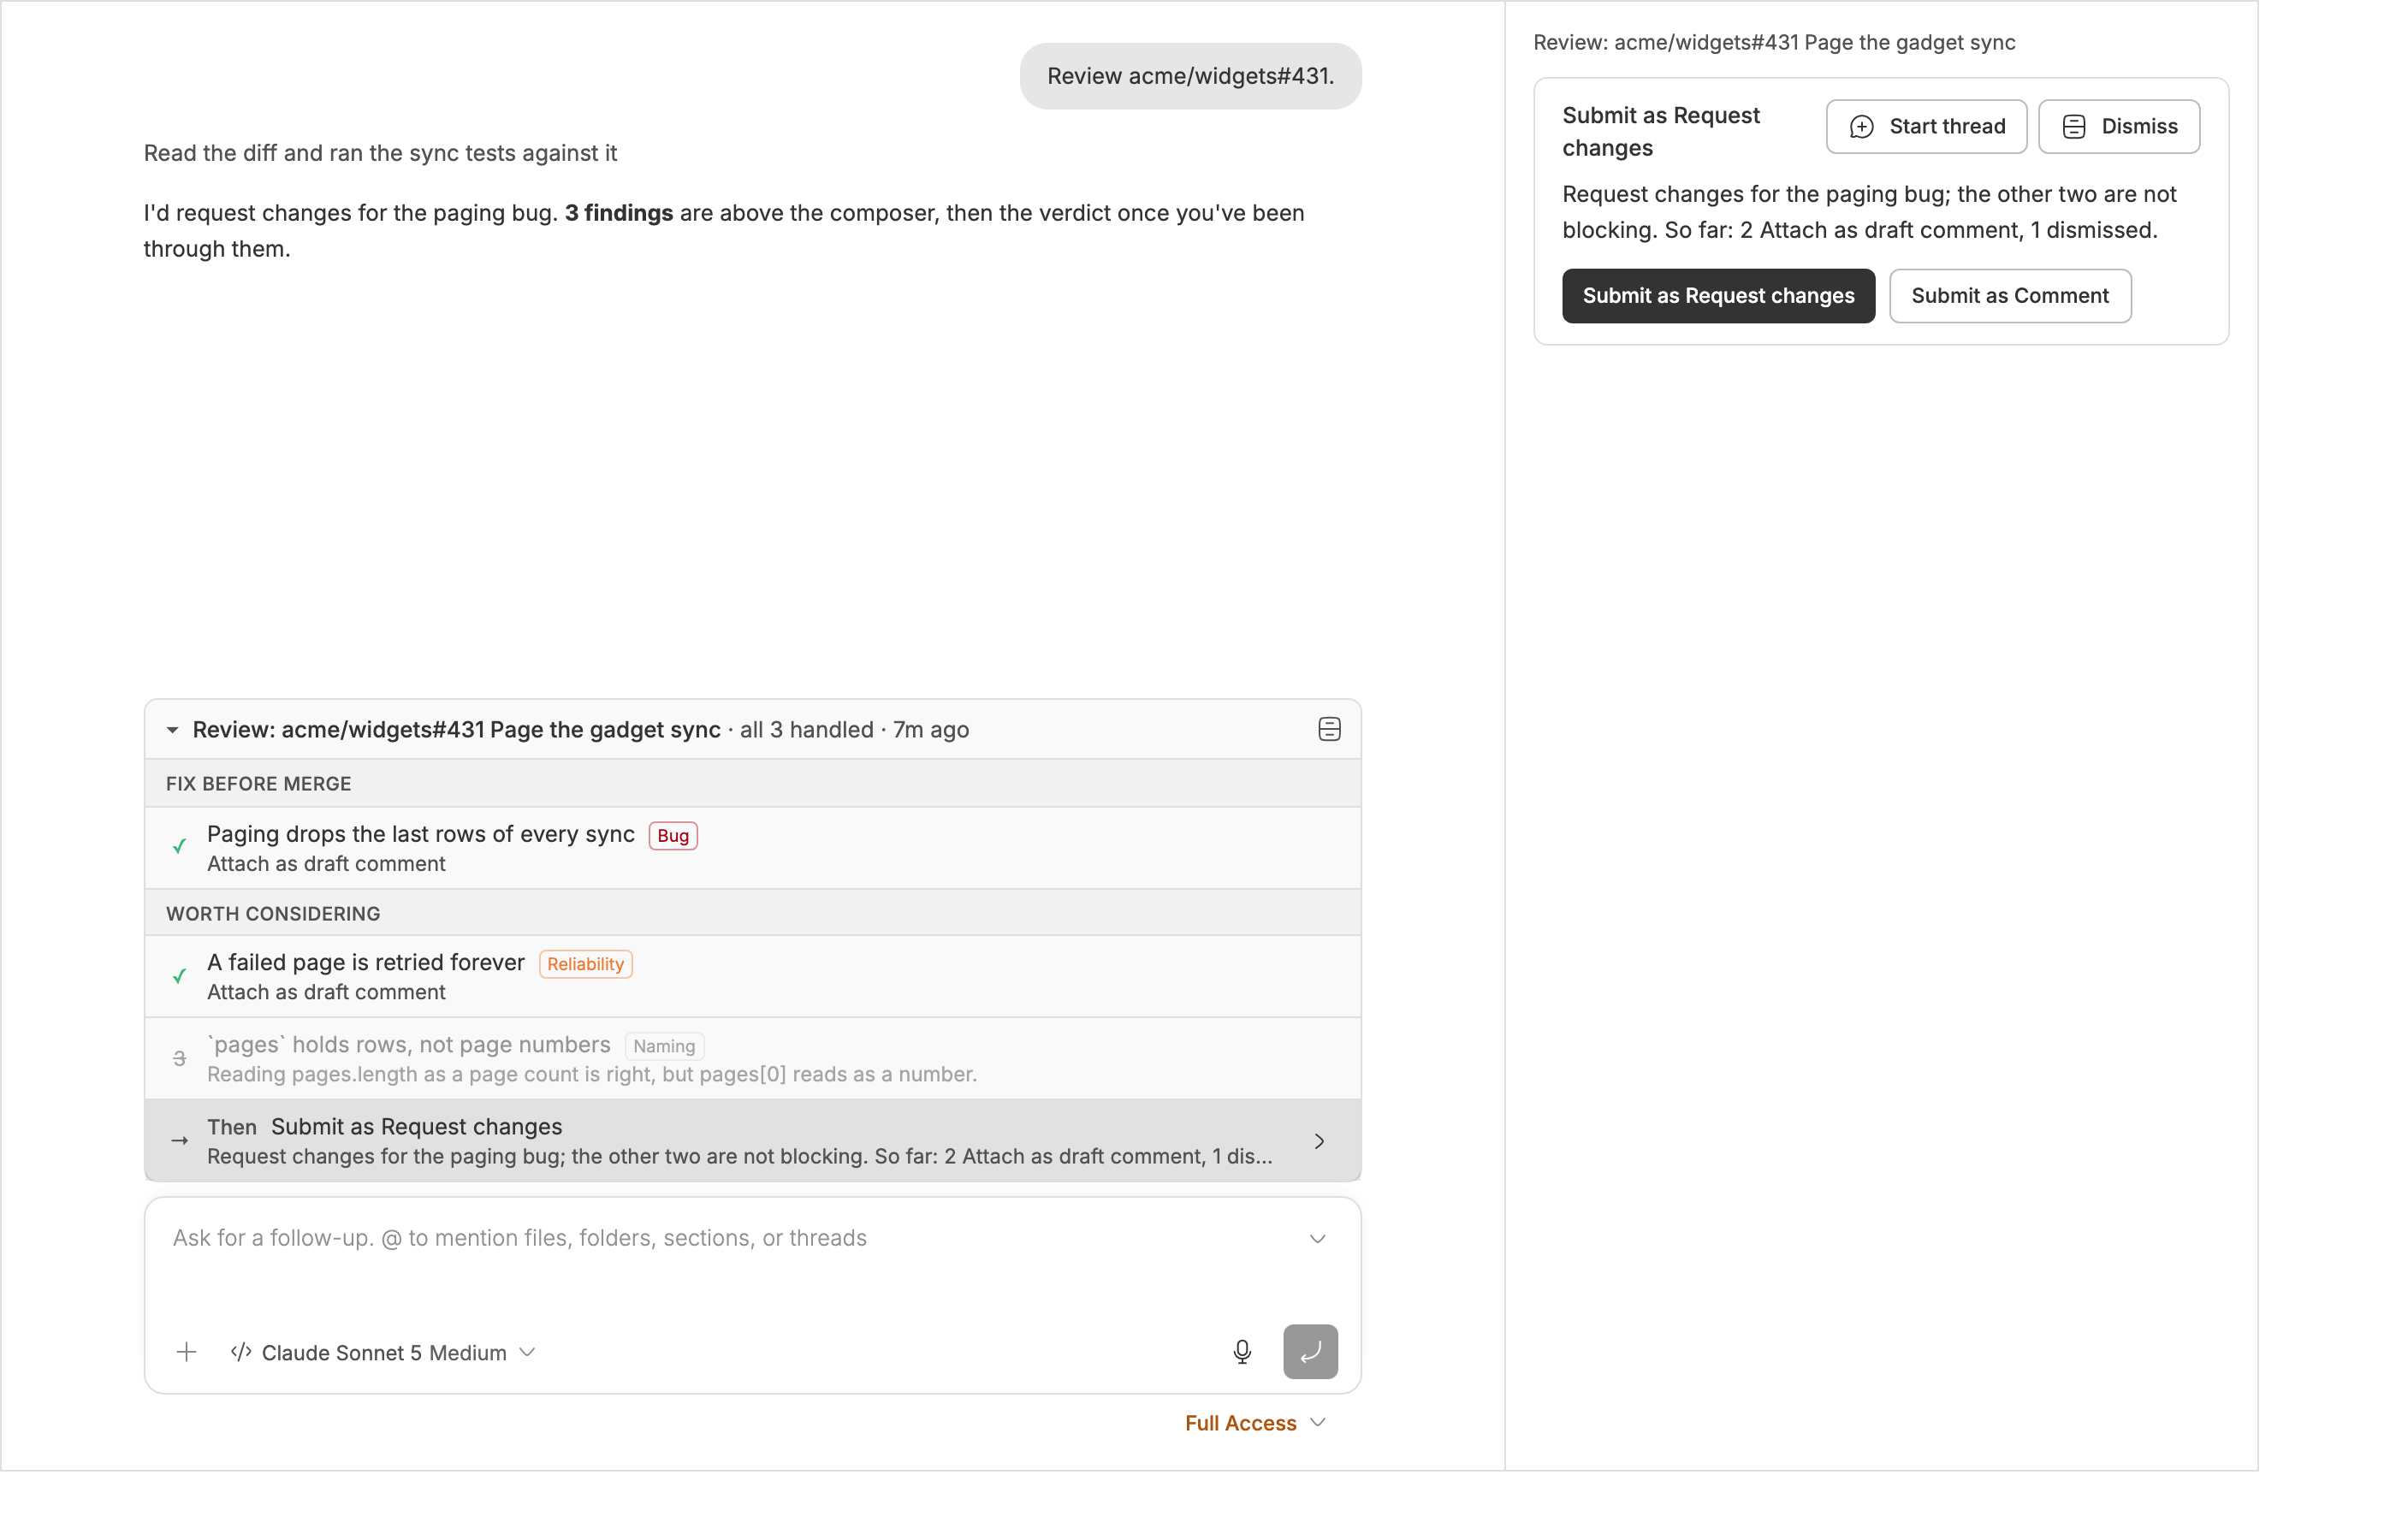 Review acme/widgets#431.
Read the diff and ran the sync tests against it
I'd request changes for the paging bug. 3 findings are above the composer, then the verdict once you've been
through them.
Review: acme/widgets#431 Page the gadget sync · all 3 handled · 7m ago
FIX BEFORE MERGE
Paging drops the last rows of every sync Bug
Attach as draft comment
WORTH CONSIDERING
A failed page is retried forever Reliability
Attach as draft comment
3 `pages` holds rows, not page numbers Naming
Reading pages.length as a page count is right, but pages[0] reads as a number.
→ Then Submit as Request changes
Request changes for the paging bug; the other two are not blocking. So far: 2 Attach as draft comment, 1 dis...
Ask for a follow-up. @ to mention files, folders, sections, or threads
</> Claude Sonnet 5 Medium
Full Access
Review: acme/widgets#431 Page the gadget sync
Submit as Request
changes
Start thread
Dismiss
Request changes for the paging bug; the other two are not
blocking. So far: 2 Attach as draft comment, 1 dismissed.
Submit as Request changes
Submit as Comment